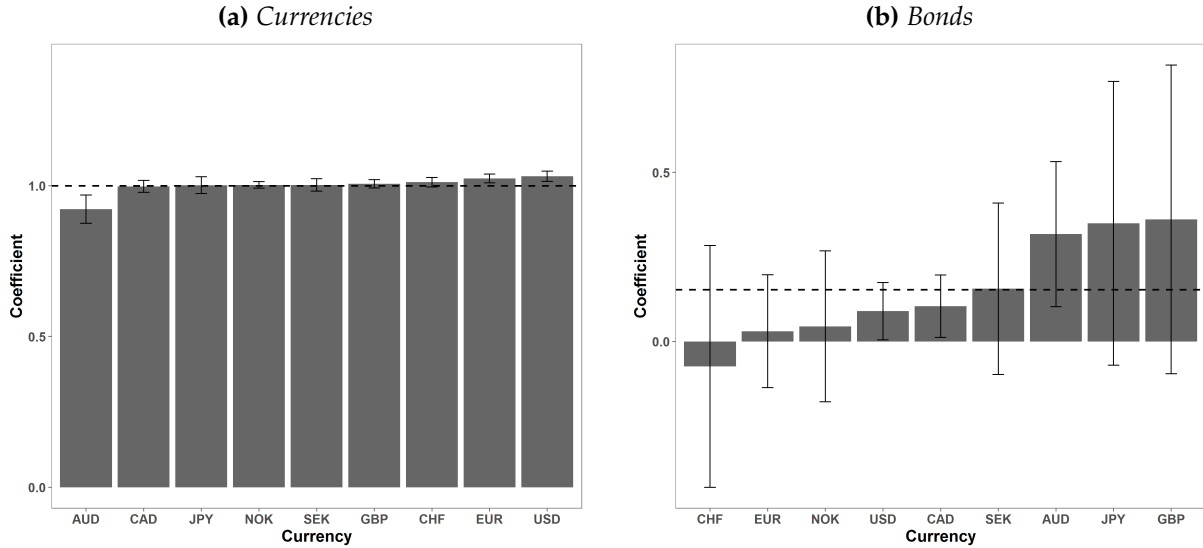 (a) Currencies
1.0
0.5
0.0
Coefficient
AUD CAD JPY NOK SEK GBP CHF EUR USD
Currency
(b) Bonds
0.5
0.0
Coefficient
CHF EUR NOK USD CAD SEK AUD JPY GBP
Currency